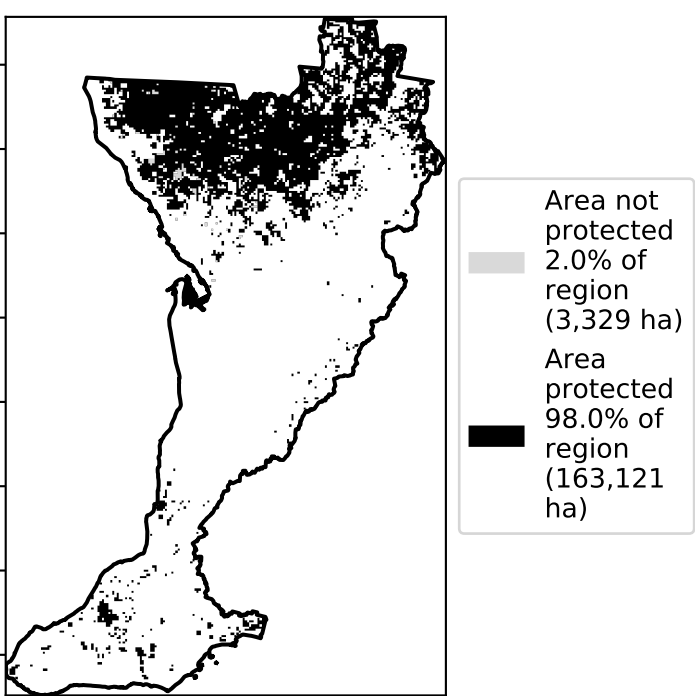 Area not
protected
2.0% of
region
(3,329 ha)
Area
protected
98.0% of
region
(163,121
ha)